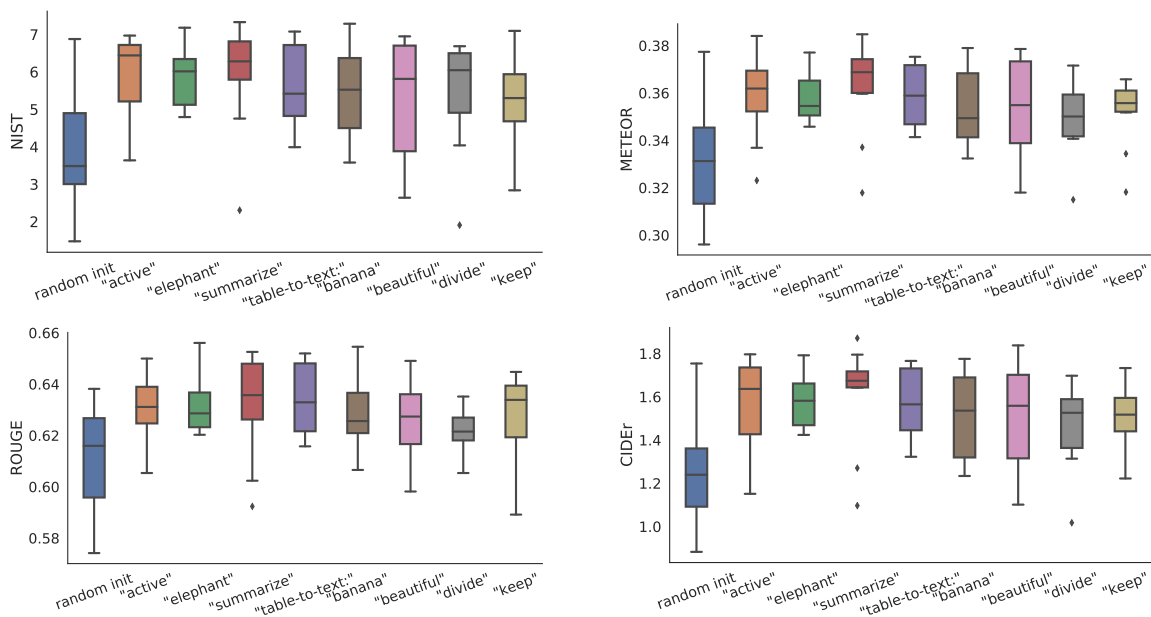 7
6
5
4
3
2
NIST
random init
"active"
"elephant"
"summarize"
"table-to-text:"
"banana"
"beautiful"
"divide"
"keep"
0.38
0.36
0.34
0.32
0.30
METEOR
random init
"active"
"elephant"
"summarize"
"table-to-text:"
"banana"
"beautiful"
"divide"
"keep"
0.66
0.64
0.62
0.60
0.58
ROUGE
random init
"active"
"elephant"
"summarize"
"table-to-text:"
"banana"
"beautiful"
"divide"
"keep"
1.8
1.6
1.4
1.2
1.0
CIDEr
random init
"active"
"elephant"
"summarize"
"table-to-text:"
"banana"
"beautiful"
"divide"
"keep"